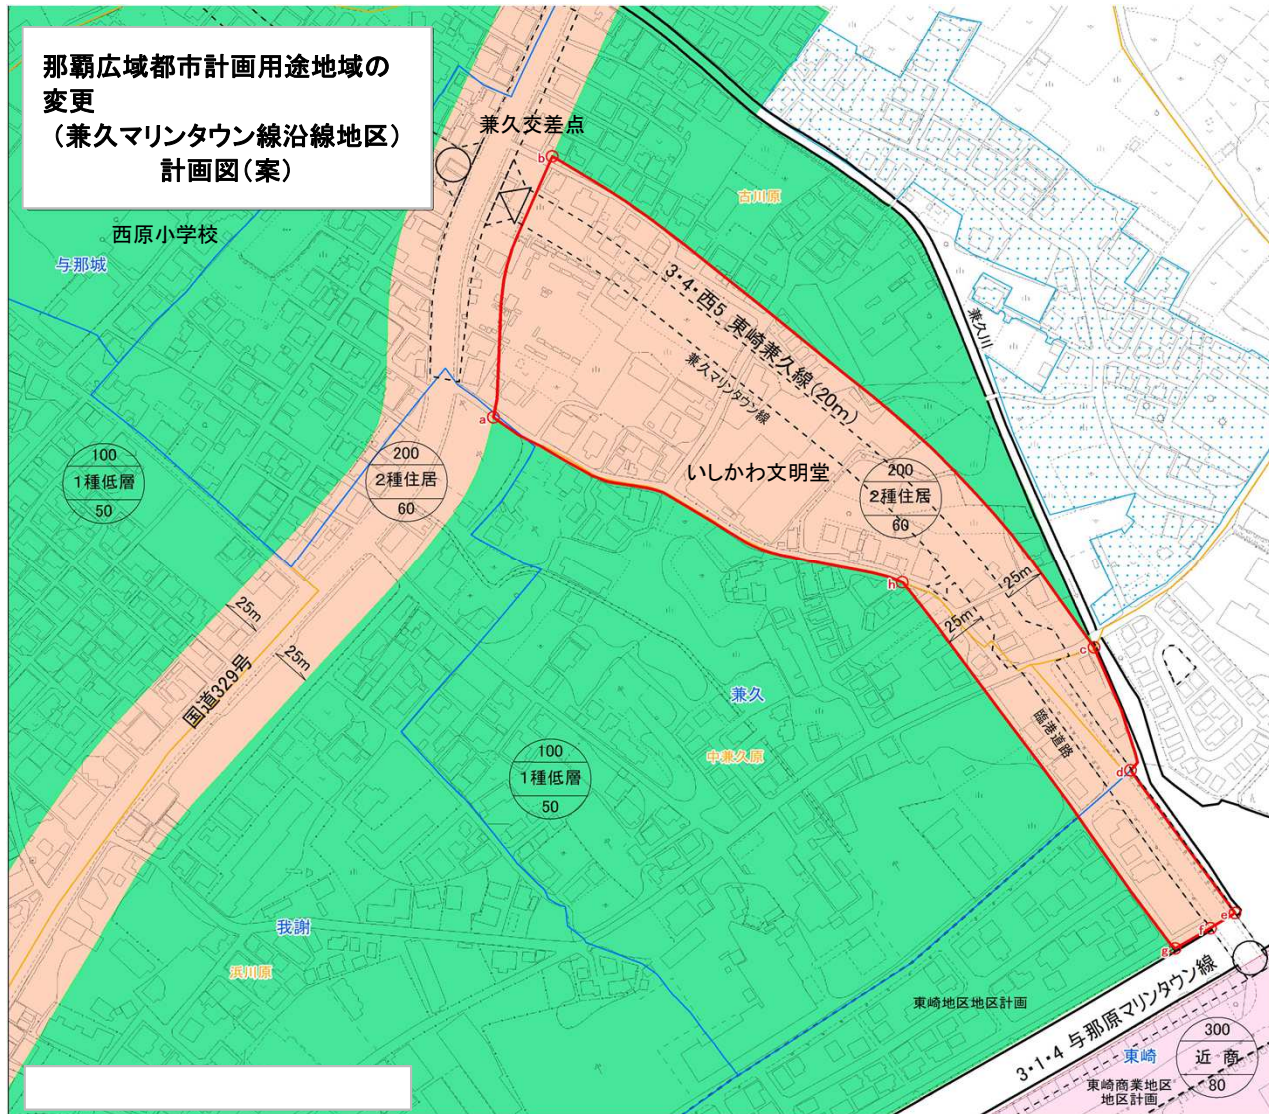 那覇広域都市計画用途地域の
変更
（兼久マリンタウン線沿線地区）
計画図（案）
兼久交差点
b
古川原
西原小学校
与那城
3・4・西5 東崎兼久線（20m）
兼久マリンタウン線
兼久川
a
100
1種低層
50
200
2種住居
60
いしかわ文明堂
200
2種住居
60
h
25m
25m
c
25m
25m
国道329号
兼久
中兼久原
臨港道路
d
100
1種低層
50
e
f
g
我謝
浜川原
東崎地区地区計画
3・1・4 与那原マリンタウン線
東崎
東崎商業地区
地区計画
300
近 商
80